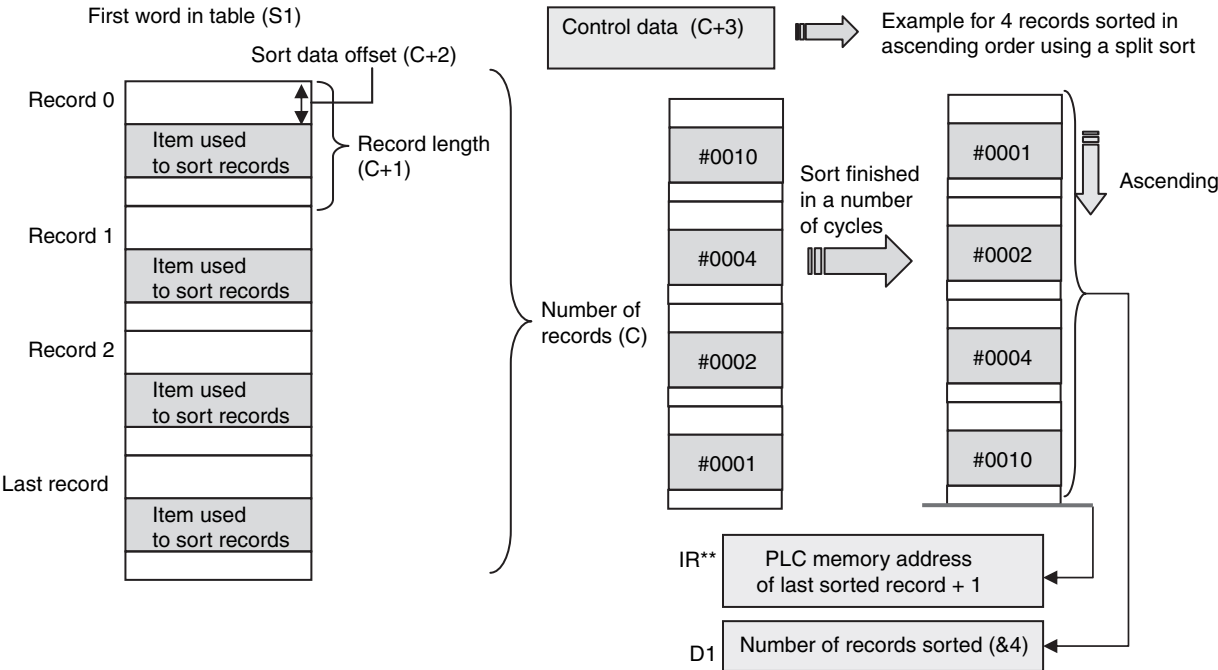 First word in table (S1)
Sort data offset (C+2)
Record 0
Item used
to sort records
Record length
(C+1)
Record 1
Item used
to sort records
Record 2
Item used
to sort records
Last record
Item used
to sort records
Number of
records (C)
Control data (C+3)
Example for 4 records sorted in
ascending order using a split sort
#0010
#0004
#0002
#0001
Sort finished
in a number
of cycles
#0001
#0002
#0004
#0010
Ascending
IR**
PLC memory address
of last sorted record + 1
D1
Number of records sorted (&4)